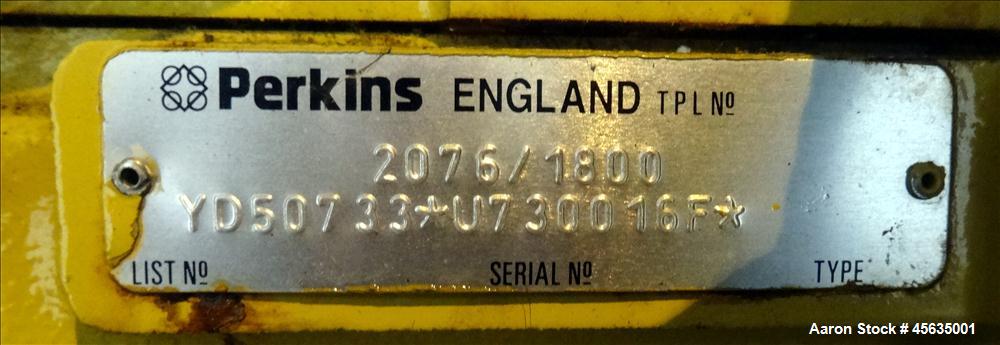 Perkins ENGLAND TPL Nº
2076/1800
YD50733*U730016F*
LIST Nº SERIAL Nº TYPE
Aaron Stock # 45635001